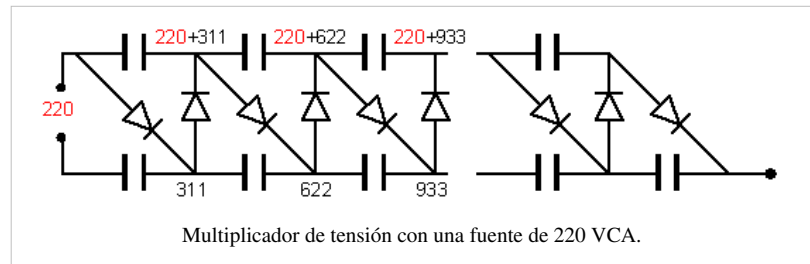 220+311 220+622 220+933
220
311 622 933
Multiplicador de tensión con una fuente de 220 VCA.